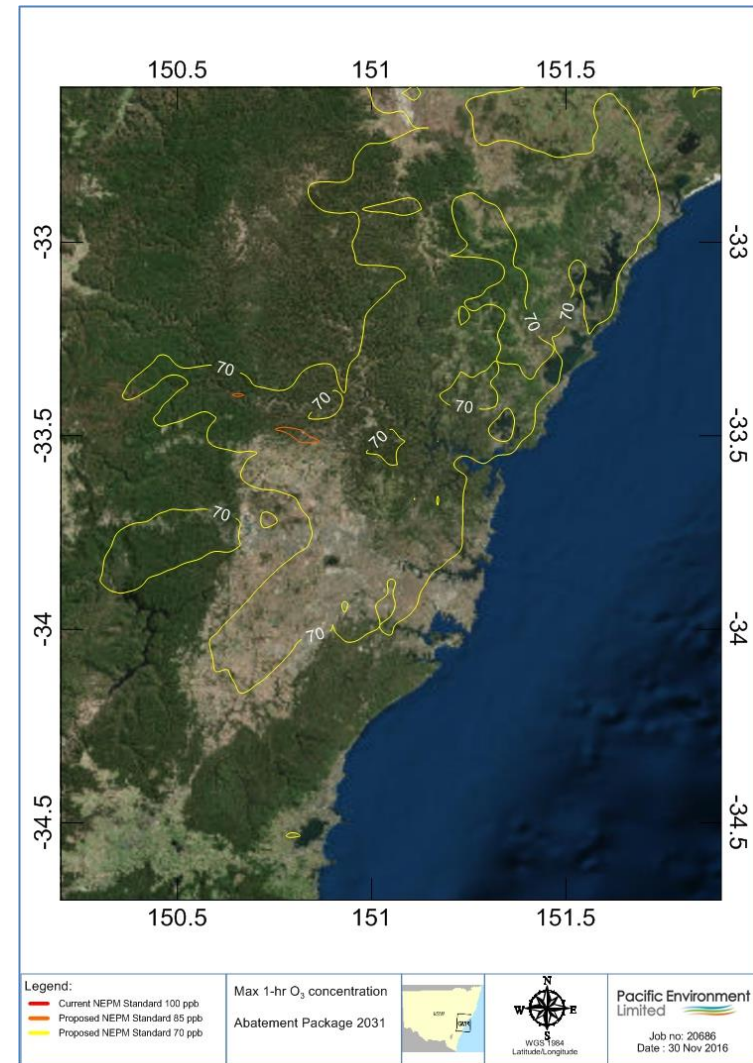 150.5 151 151.5
-33 -33
70 70
70
70 70
70
-33.5 -33.5
70
-34 -34
70
-34.5 -34.5
150.5 151 151.5
Legend:
Current NEPM Standard 100 ppb
Proposed NEPM Standard 85 ppb
Proposed NEPM Standard 70 ppb
Max 1-hr O₃ concentration
Abatement Package 2031
NSW
GMR
N
W E
S
WGS 1984
Latitude/Longitude
Pacific Environment
Limited
Job no: 20686
Date : 30 Nov 2016